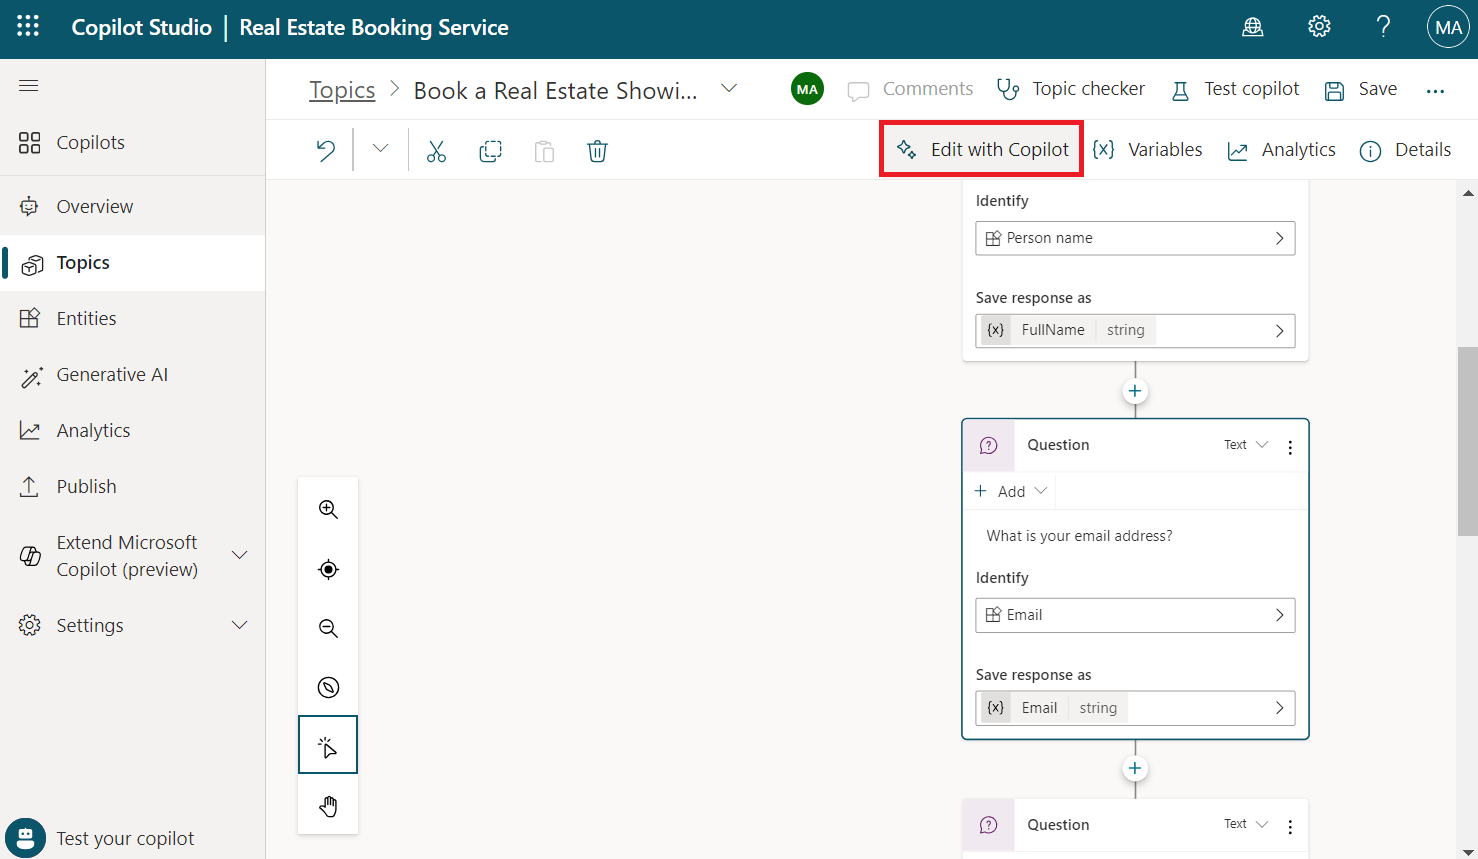 Copilot Studio | Real Estate Booking Service
MA
Topics > Book a Real Estate Showi...
MA
Comments
Topic checker
Test copilot
Save
Copilots
Overview
Topics
Entities
Generative AI
Analytics
Publish
Extend Microsoft
Copilot (preview)
Settings
Test your copilot
Edit with Copilot
{x} Variables
Analytics
Details
Identify
Person name
Save response as
{x} FullName string
Question
Text
+ Add
What is your email address?
Identify
Email
Save response as
{x} Email string
Question
Text